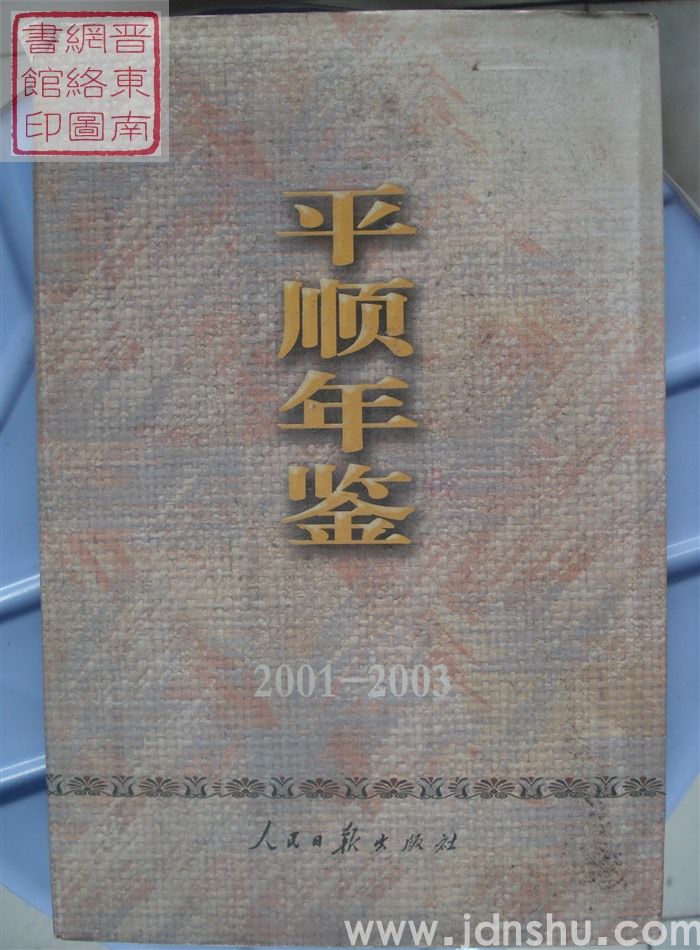 晋東南
網絡圖
書館印
平顺年鉴
2001-2003
人民日報出版社
www.jdnshu.com